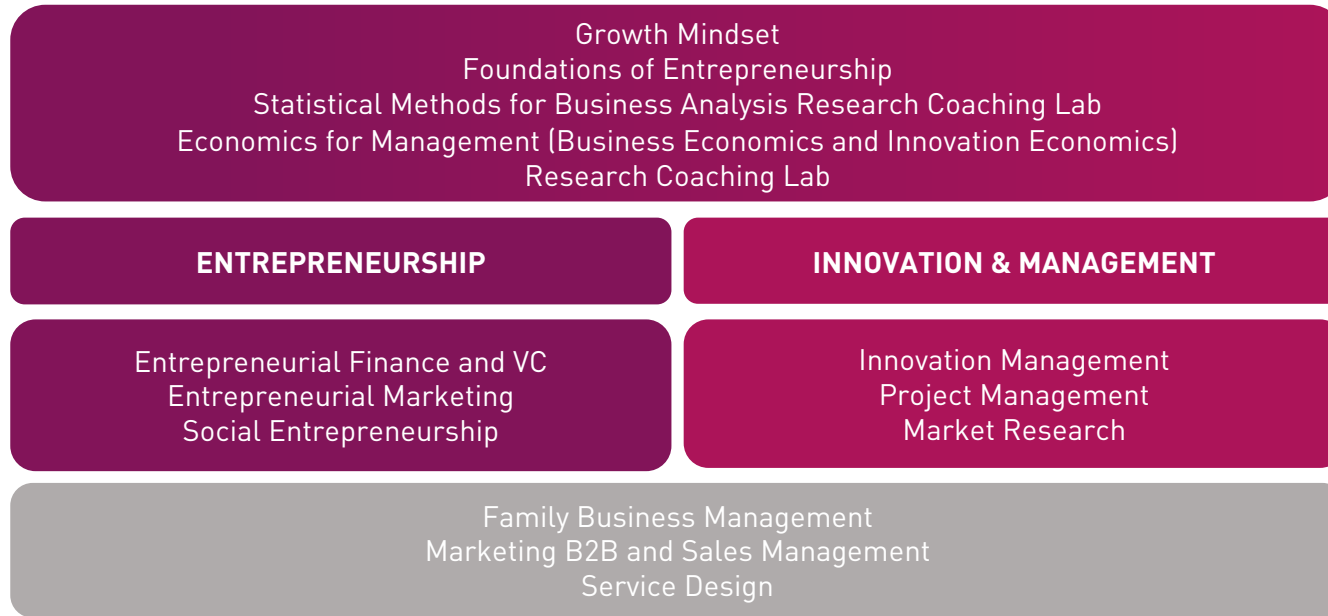 Growth Mindset
Foundations of Entrepreneurship
Statistical Methods for Business Analysis Research Coaching Lab
Economics for Management (Business Economics and Innovation Economics)
Research Coaching Lab
ENTREPRENEURSHIP
INNOVATION & MANAGEMENT
Entrepreneurial Finance and VC
Entrepreneurial Marketing
Social Entrepreneurship
Innovation Management
Project Management
Market Research
Family Business Management
Marketing B2B and Sales Management
Service Design